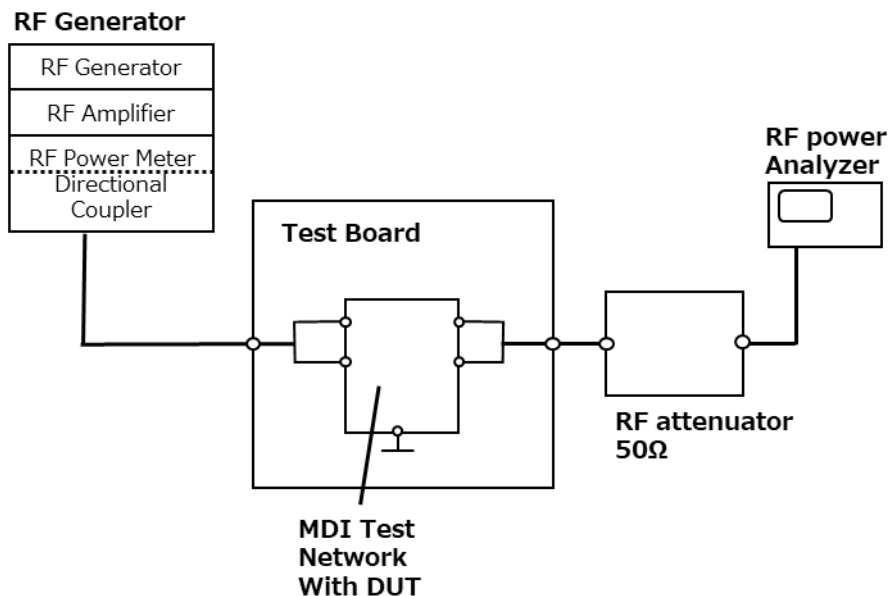 RF Generator
RF Generator
RF Amplifier
RF Power Meter
Directional
Coupler
RF power
Analyzer
Test Board
RF attenuator
50Ω
MDI Test
Network
With DUT